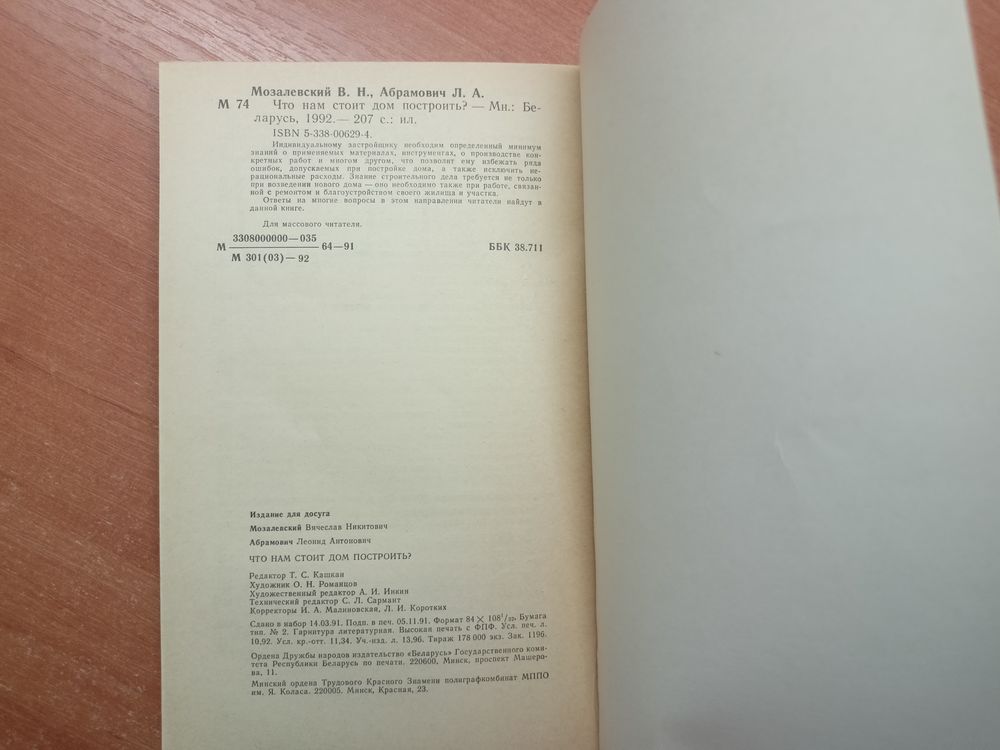 Мозалевский В. Н., Абрамович Л. А.
М 74 Что нам стоит дом построить? — Мн.: Бе-
ларусь, 1992.— 207 с.: ил.
ISBN 5-338-00629-4.
Индивидуальному застройщику необходим определенный минимум
знаний о применяемых материалах, инструментах, о производстве кон-
кретных работ и многом другом, что позволит ему избежать ряда
ошибок, допускаемых при постройке дома, а также исключить не-
рациональные расходы. Знание строительного дела требуется не только
при возведении нового дома — оно необходимо также при работе, связан-
ной с ремонтом и благоустройством своего жилища и участка.
Ответы на многие вопросы в этом направлении читатели найдут в
данной книге.
Для массового читателя.
3308000000—035
М 64—91 ББК 38.711
М 301(03)—92
Издание для досуга
Мозалевский Вячеслав Никитович
Абрамович Леонид Антонович
ЧТО НАМ СТОИТ ДОМ ПОСТРОИТЬ?
Редактор Т. С. Кашкан
Художник О. Н. Романцов
Художественный редактор А. И. Инкин
Технический редактор С. Л. Сармант
Корректоры И. А. Малиновская, Л. И. Коротких
Сдано в набор 14.03.91. Подп. в печ. 05.11.91. Формат 84×108¹/₃₂. Бумага
тип. № 2. Гарнитура литературная. Высокая печать с ФПФ. Усл. печ. л.
10,92. Усл. кр.-отт. 11,34. Уч.-изд. л. 13,96. Тираж 178 000 экз. Зак. 1196.
Ордена Дружбы народов издательство «Беларусь» Государственного коми-
тета Республики Беларусь по печати. 220600, Минск, проспект Машеро-
ва, 11.
Минский ордена Трудового Красного Знамени полиграфкомбинат МППО
им. Я. Коласа. 220005. Минск, Красная, 23.